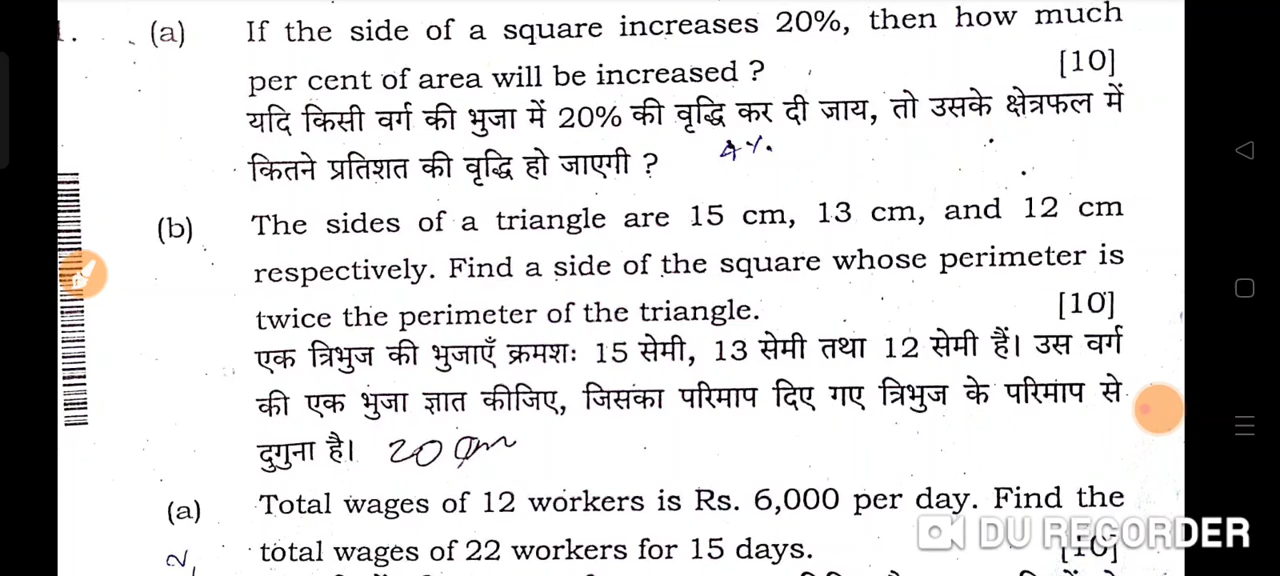 1. (a) If the side of a square increases 20%, then how much
per cent of area will be increased ? [10]
यदि किसी वर्ग की भुजा में 20% की वृद्धि कर दी जाय, तो उसके क्षेत्रफल में
कितने प्रतिशत की वृद्धि हो जाएगी ? 4%
(b) The sides of a triangle are 15 cm, 13 cm, and 12 cm
respectively. Find a side of the square whose perimeter is
twice the perimeter of the triangle. [10]
एक त्रिभुज की भुजाएँ क्रमशः 15 सेमी, 13 सेमी तथा 12 सेमी हैं। उस वर्ग
की एक भुजा ज्ञात कीजिए, जिसका परिमाप दिए गए त्रिभुज के परिमाप से
दुगुना है। 20 cm
(a) Total wages of 12 workers is Rs. 6,000 per day. Find the
DU RECORDER
total wages of 22 workers for 15 days. [10]